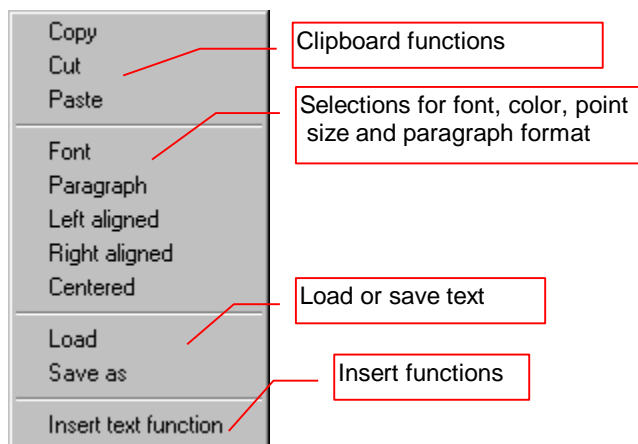 Copy
Cut
Paste
Font
Paragraph
Left aligned
Right aligned
Centered
Load
Save as
Insert text function
Clipboard functions
Selections for font, color, point
size and paragraph format
Load or save text
Insert functions